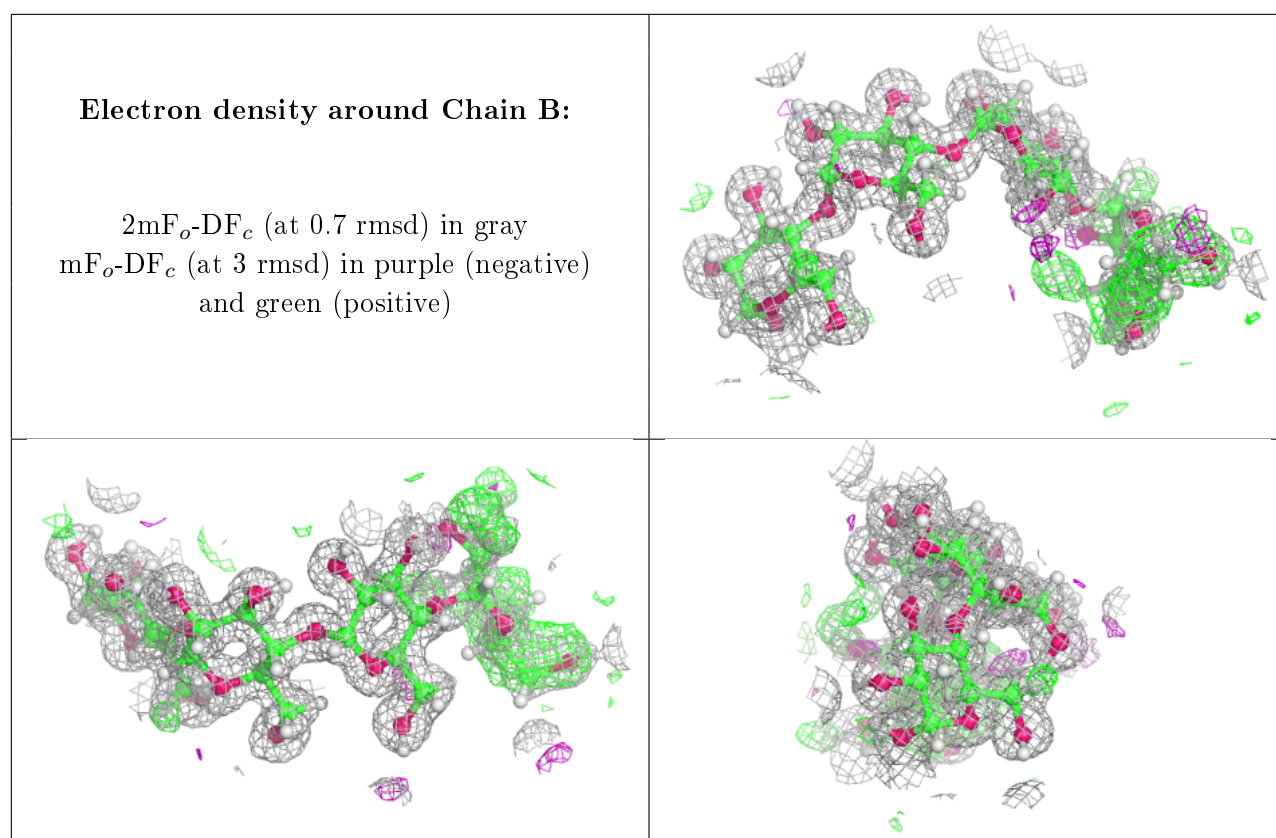 Electron density around Chain B:
2mFₒ-DF𝒸 (at 0.7 rmsd) in gray
mFₒ-DF𝒸 (at 3 rmsd) in purple (negative)
and green (positive)